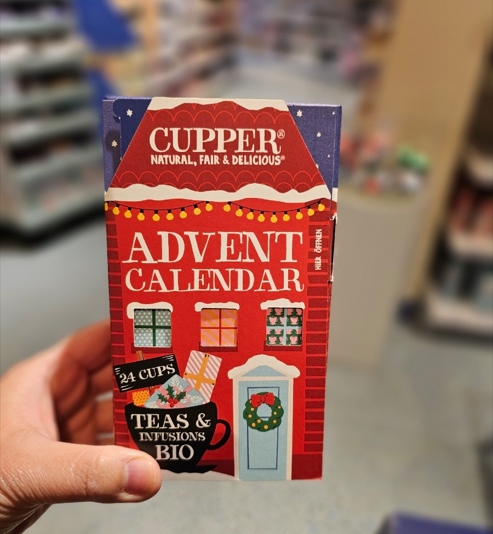 CUPPER®
NATURAL, FAIR & DELICIOUS®
ADVENT
CALENDAR
HIER ÖFFNEN
24 CUPS
TEAS &
INFUSIONS
BIO